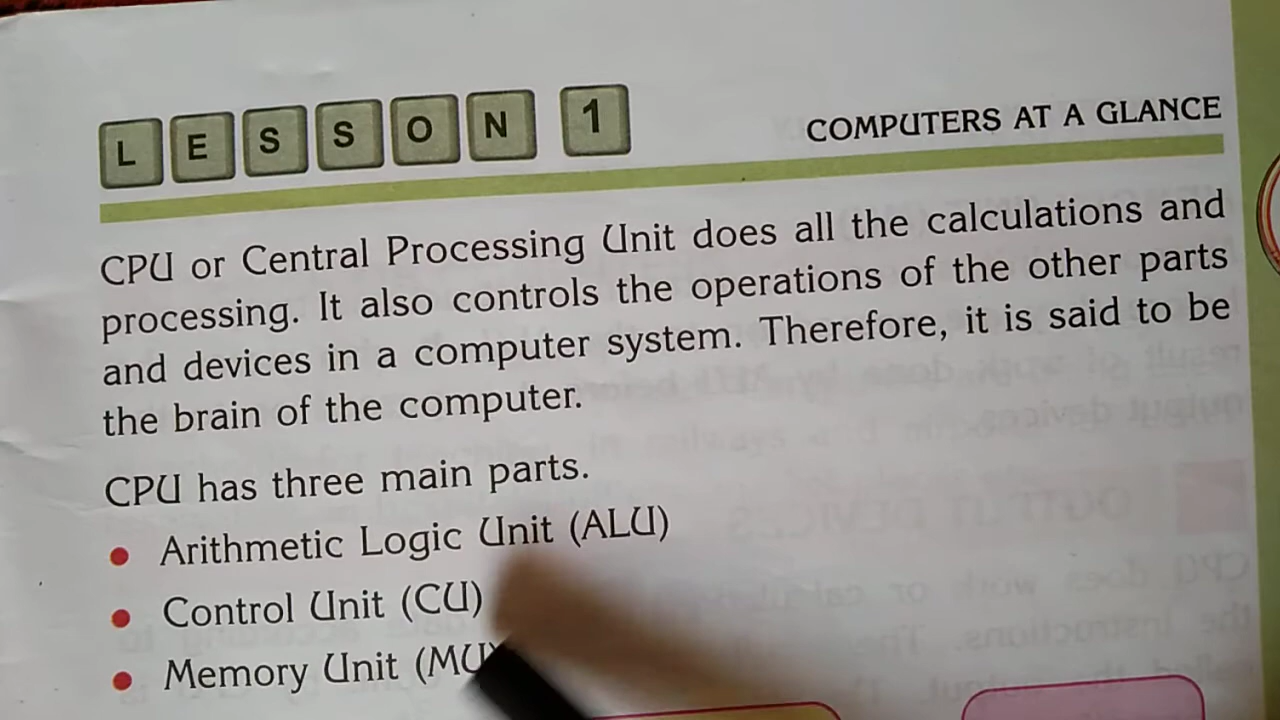 LESSON 1
COMPUTERS AT A GLANCE
CPU or Central Processing Unit does all the calculations and
processing. It also controls the operations of the other parts
and devices in a computer system. Therefore, it is said to be
the brain of the computer.
CPU has three main parts.
• Arithmetic Logic Unit (ALU)
• Control Unit (CU)
• Memory Unit (MU)